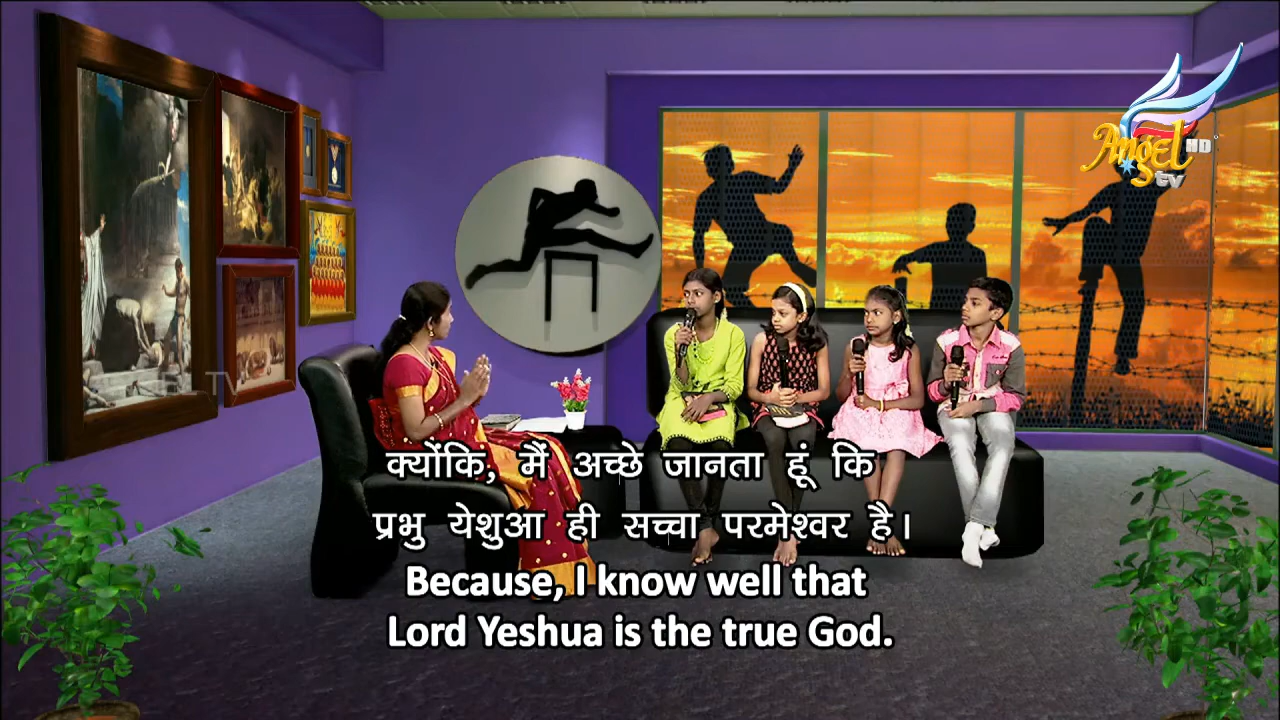 Angel HD
tv
क्योंकि, मैं अच्छे जानता हूं कि
प्रभु येशुआ ही सच्चा परमेश्वर है।
Because, I know well that
Lord Yeshua is the true God.